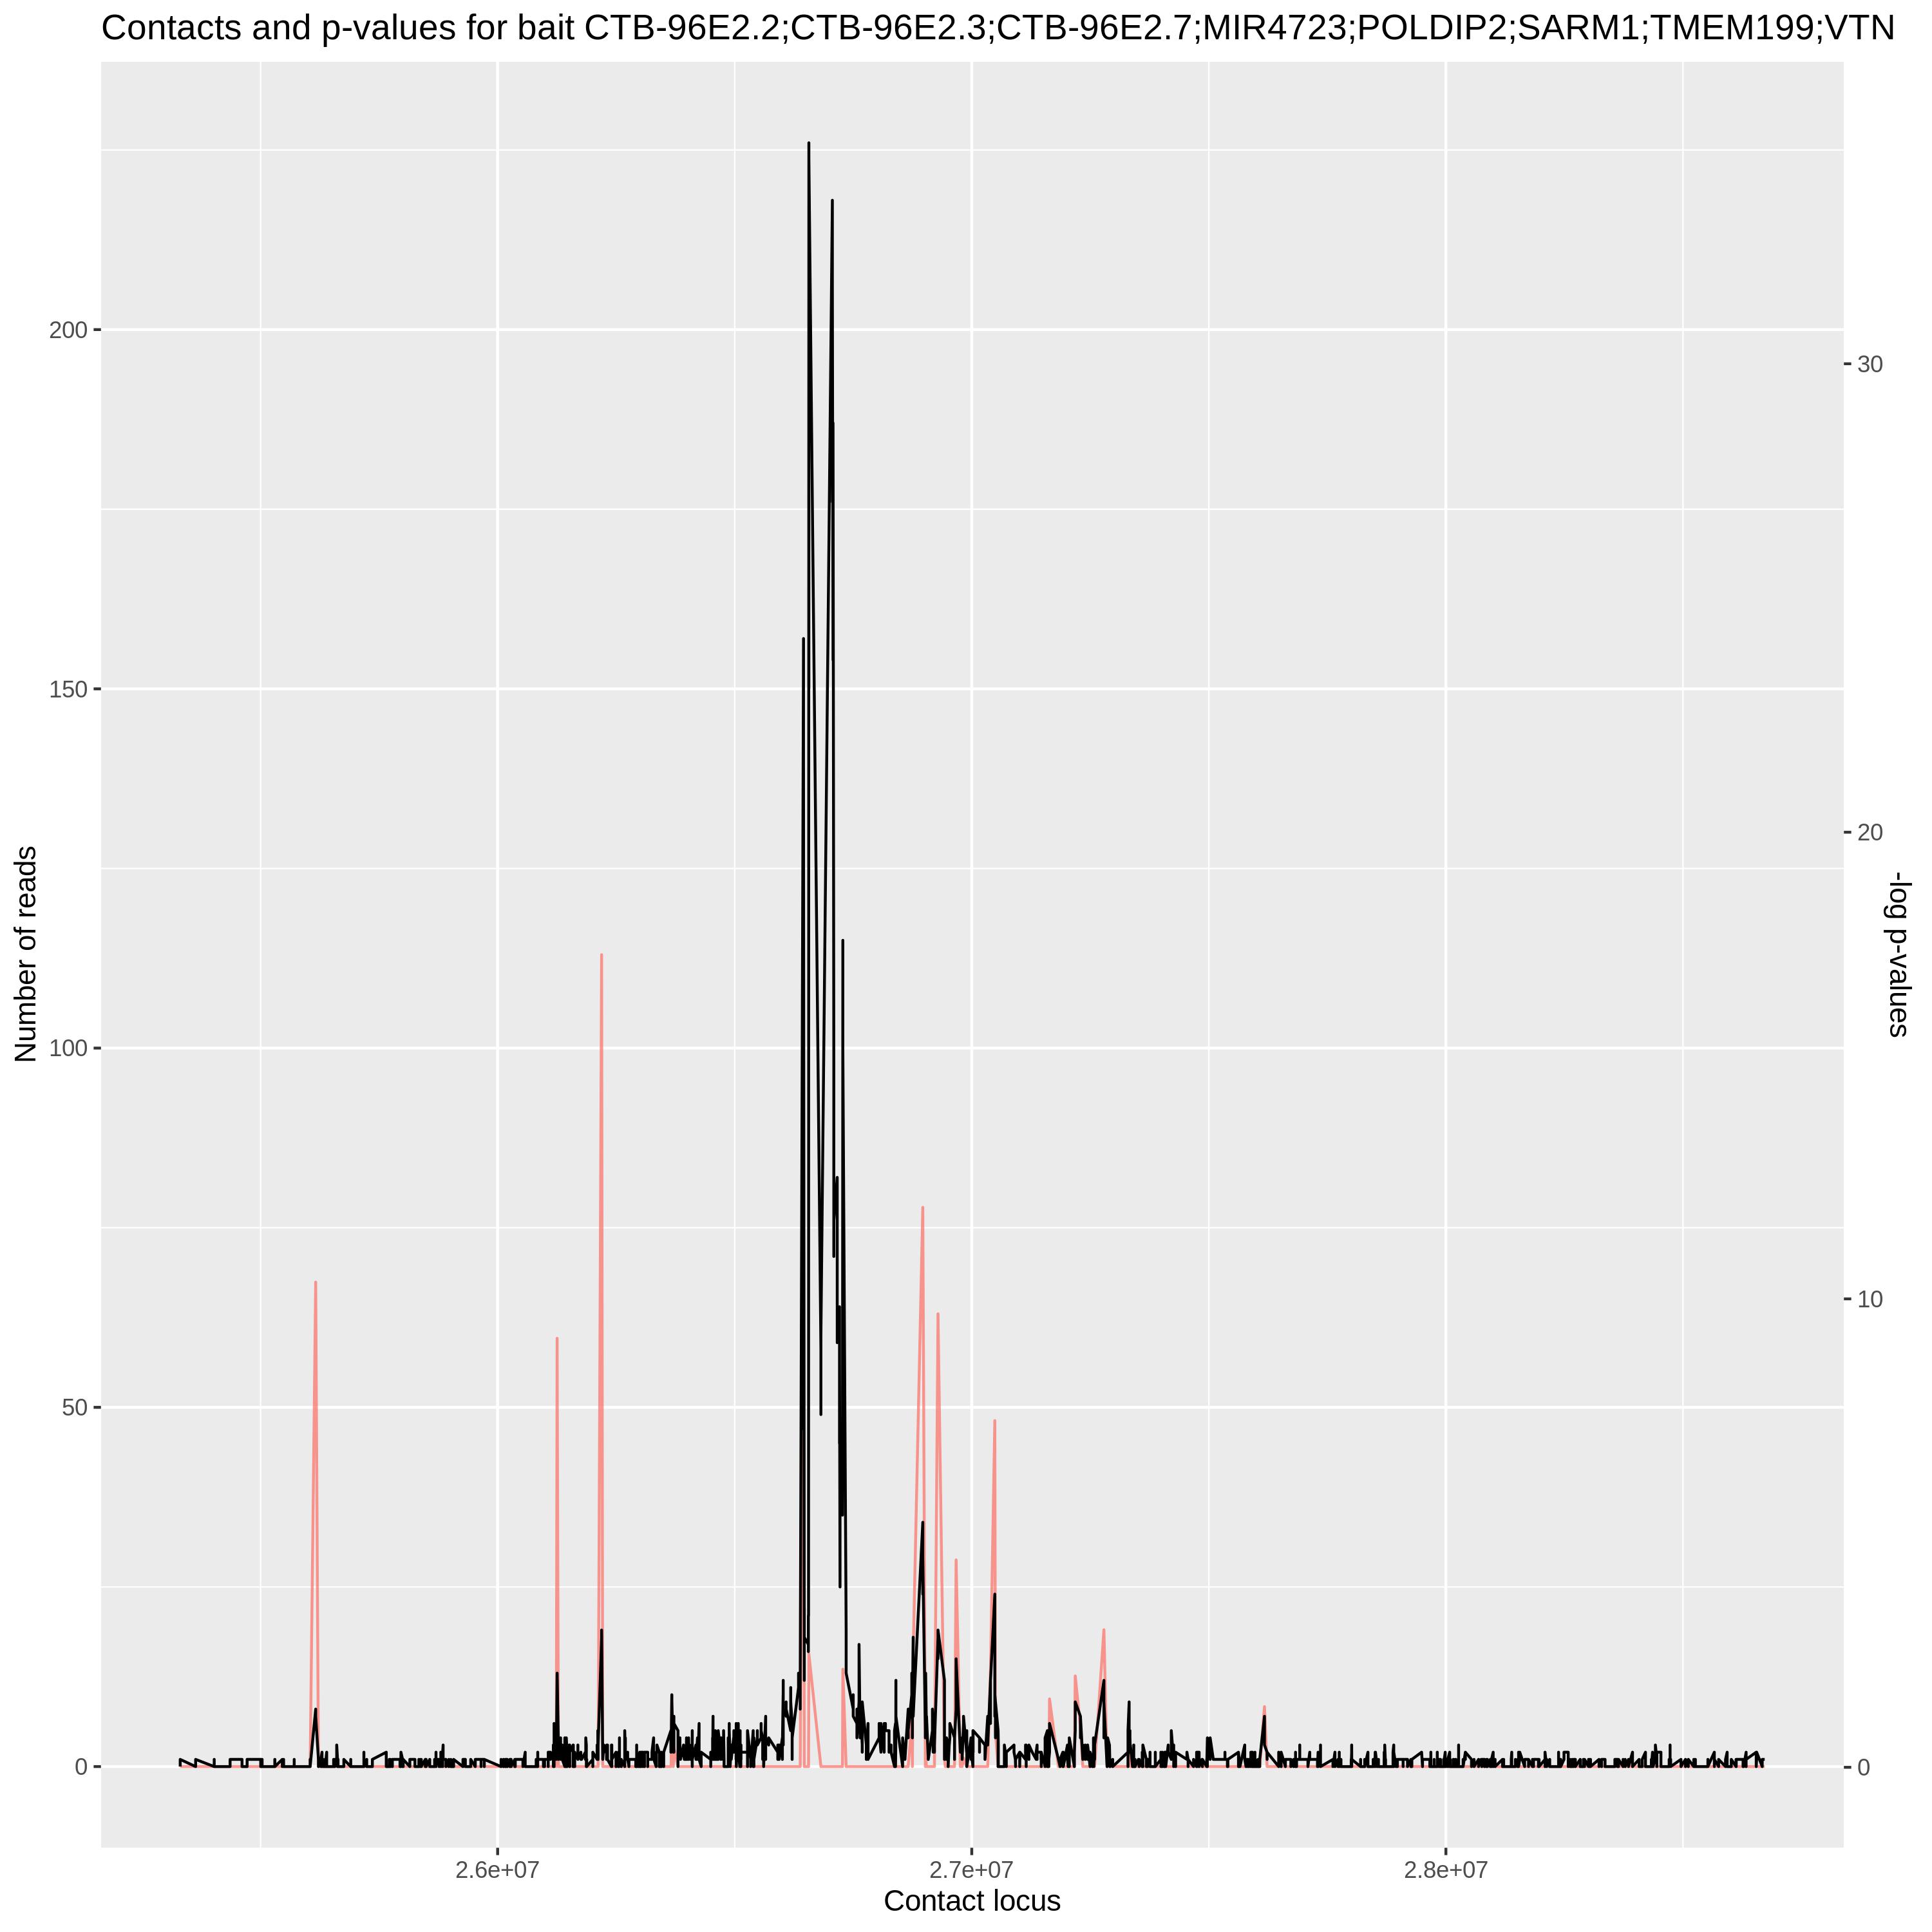 Contacts and p-values for bait CTB-96E2.2;CTB-96E2.3;CTB-96E2.7;MIR4723;POLDIP2;SARM1;TMEM199;VTN
Number of reads
200
150
100
50
0
30
20
10
0
-log p-values
2.6e+07
2.7e+07
2.8e+07
Contact locus